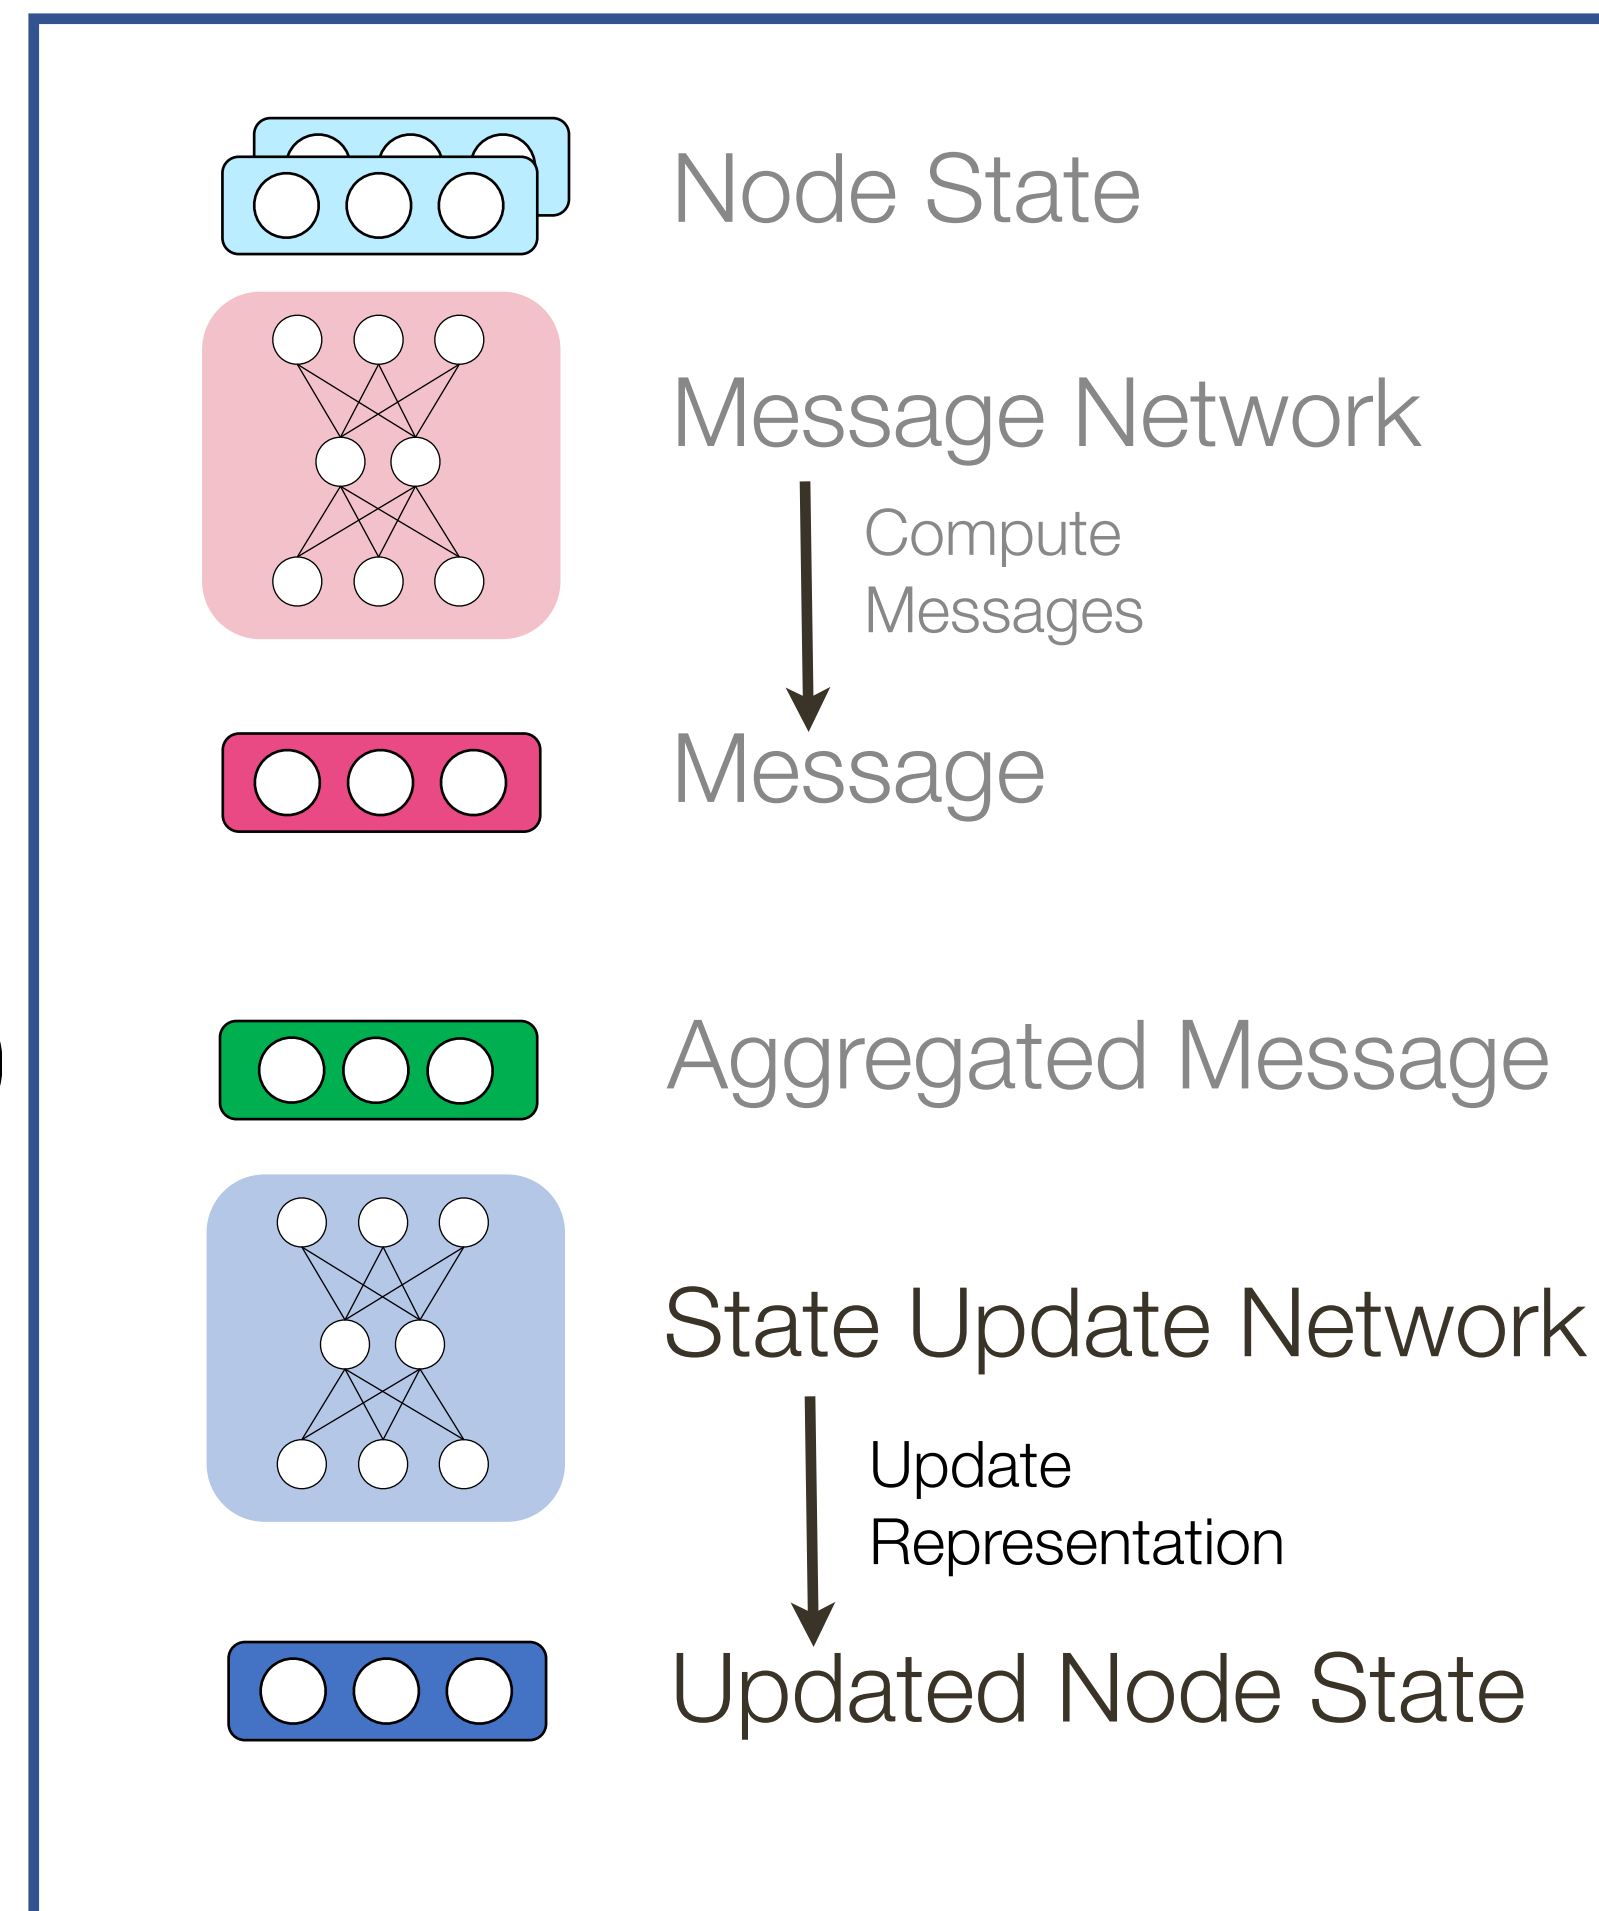 Node State
Message Network
Compute
Messages
Message
Aggregated Message
State Update Network
Update
Representation
Updated Node State